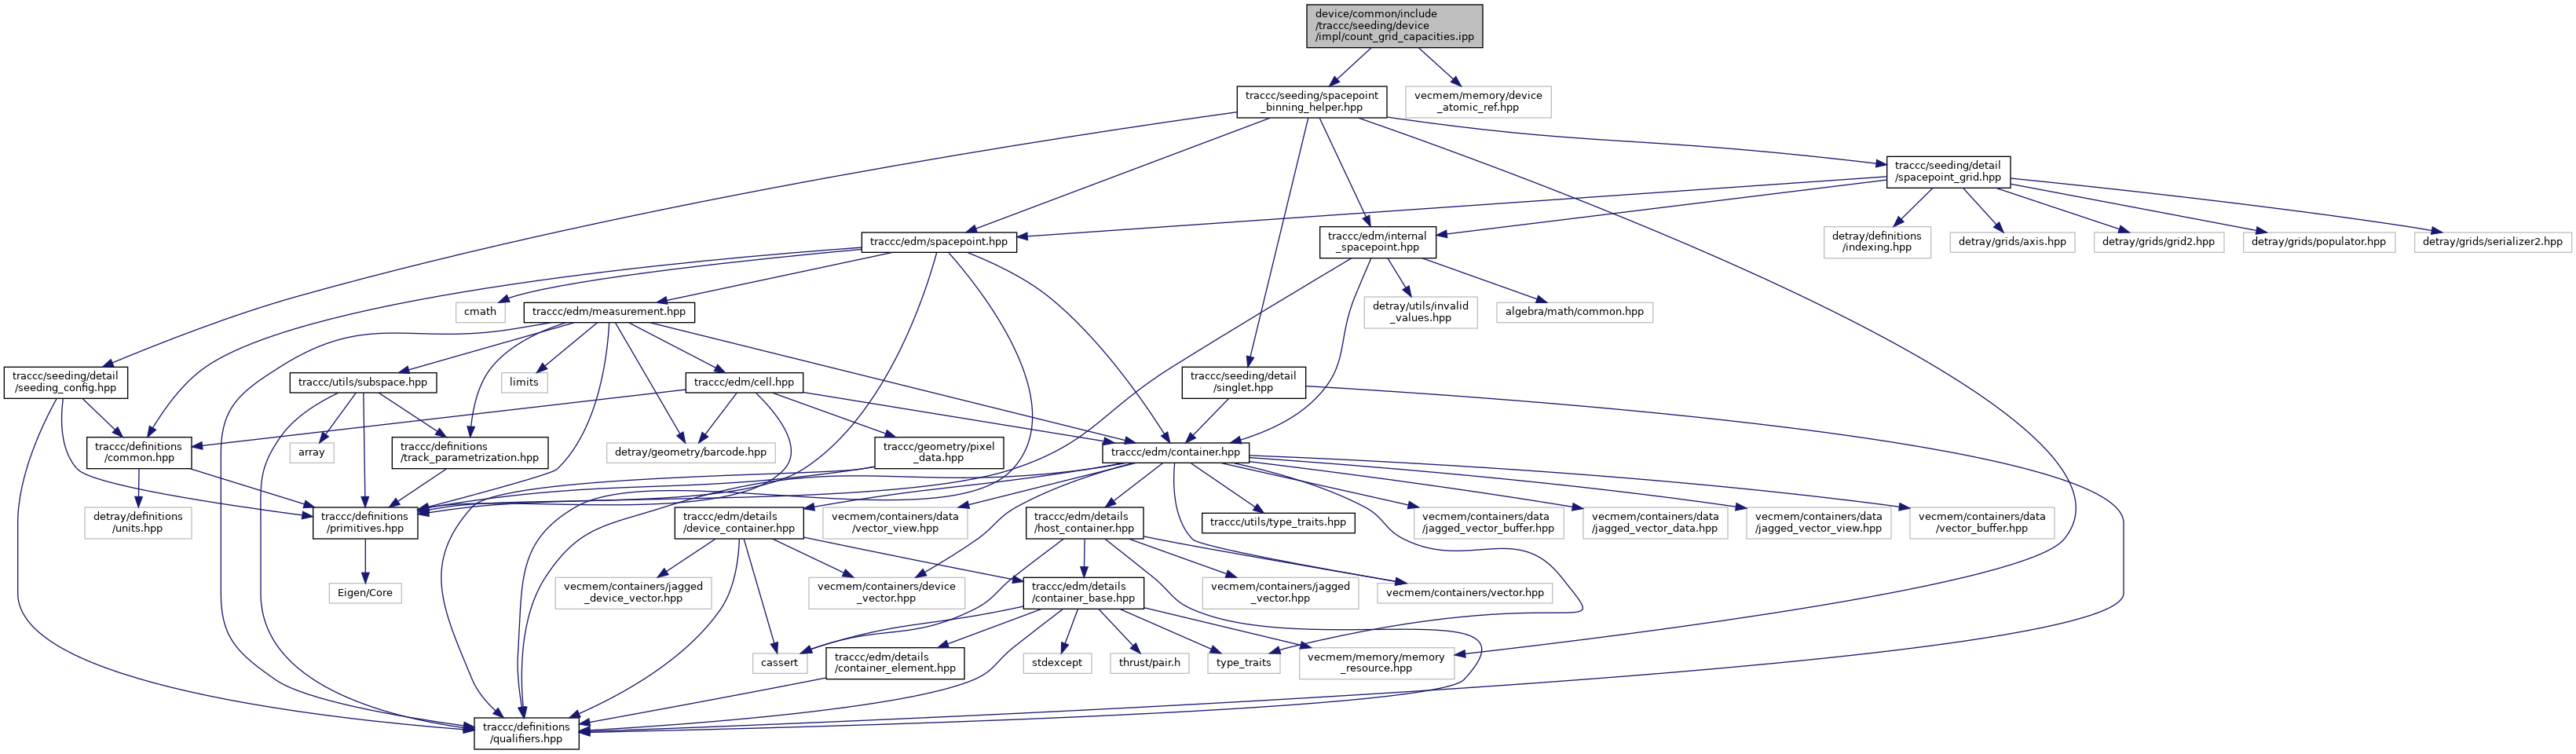 device/common/include
/traccc/seeding/device
/impl/count_grid_capacities.ipp
traccc/seeding/spacepoint
_binning_helper.hpp
vecmem/memory/device
_atomic_ref.hpp
traccc/seeding/detail
/spacepoint_grid.hpp
traccc/edm/spacepoint.hpp
traccc/edm/internal
_spacepoint.hpp
detray/definitions
/indexing.hpp
detray/grids/axis.hpp
detray/grids/grid2.hpp
detray/grids/populator.hpp
detray/grids/serializer2.hpp
cmath
traccc/edm/measurement.hpp
detray/utils/invalid
_values.hpp
algebra/math/common.hpp
traccc/seeding/detail
/seeding_config.hpp
traccc/utils/subspace.hpp
limits
traccc/edm/cell.hpp
traccc/seeding/detail
/singlet.hpp
traccc/definitions
/common.hpp
array
traccc/definitions
/track_parametrization.hpp
detray/geometry/barcode.hpp
traccc/geometry/pixel
_data.hpp
traccc/edm/container.hpp
detray/definitions
/units.hpp
traccc/definitions
/primitives.hpp
traccc/edm/details
/device_container.hpp
vecmem/containers/data
/vector_view.hpp
traccc/edm/details
/host_container.hpp
traccc/utils/type_traits.hpp
vecmem/containers/data
/jagged_vector_buffer.hpp
vecmem/containers/data
/jagged_vector_data.hpp
vecmem/containers/data
/jagged_vector_view.hpp
vecmem/containers/data
/vector_buffer.hpp
Eigen/Core
vecmem/containers/jagged
_device_vector.hpp
vecmem/containers/device
_vector.hpp
traccc/edm/details
/container_base.hpp
vecmem/containers/jagged
_vector.hpp
vecmem/containers/vector.hpp
cassert
traccc/edm/details
/container_element.hpp
stdexcept
thrust/pair.h
type_traits
vecmem/memory/memory
_resource.hpp
traccc/definitions
/qualifiers.hpp